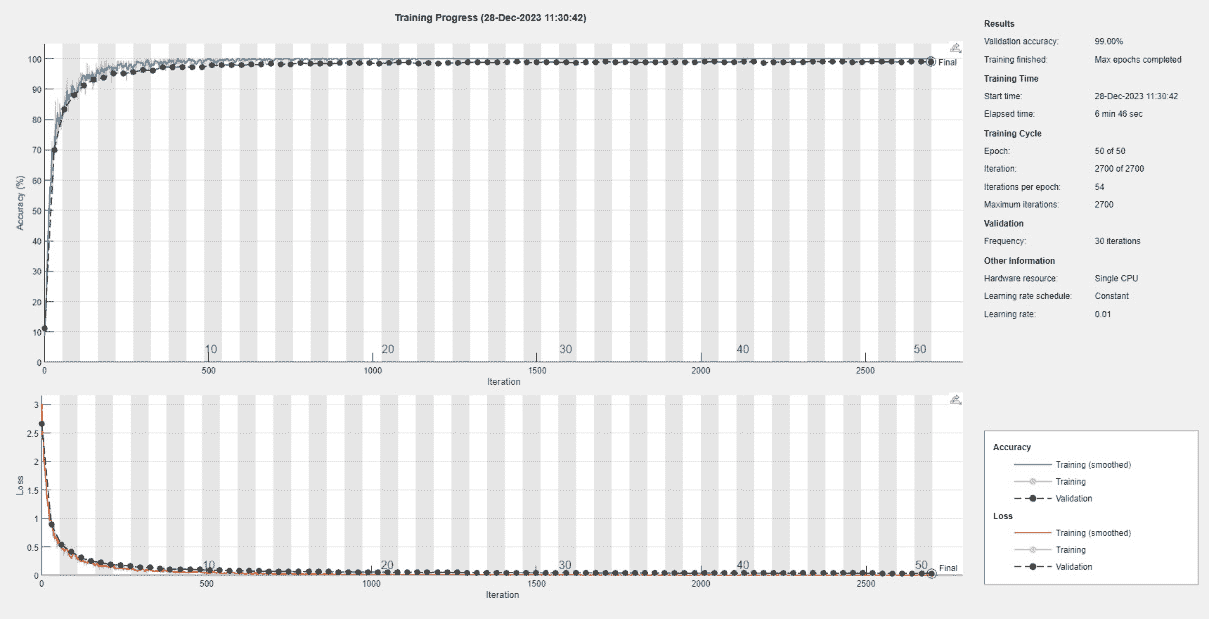 Training Progress (28-Dec-2023 11:30:42)
Accuracy (%)
100
90
80
70
60
50
40
30
20
10
0
10
20
30
40
50
Final
0
500
1000
1500
2000
2500
Iteration
Loss
3
2.5
2
1.5
1
0.5
0
10
20
30
40
50
Final
0
500
1000
1500
2000
2500
Iteration
Results
Validation accuracy: 99.00%
Training finished: Max epochs completed
Training Time
Start time: 28-Dec-2023 11:30:42
Elapsed time: 6 min 46 sec
Training Cycle
Epoch: 50 of 50
Iteration: 2700 of 2700
Iterations per epoch: 54
Maximum iterations: 2700
Validation
Frequency: 30 iterations
Other Information
Hardware resource: Single CPU
Learning rate schedule: Constant
Learning rate: 0.01
Accuracy
Training (smoothed)
Training
Validation
Loss
Training (smoothed)
Training
Validation